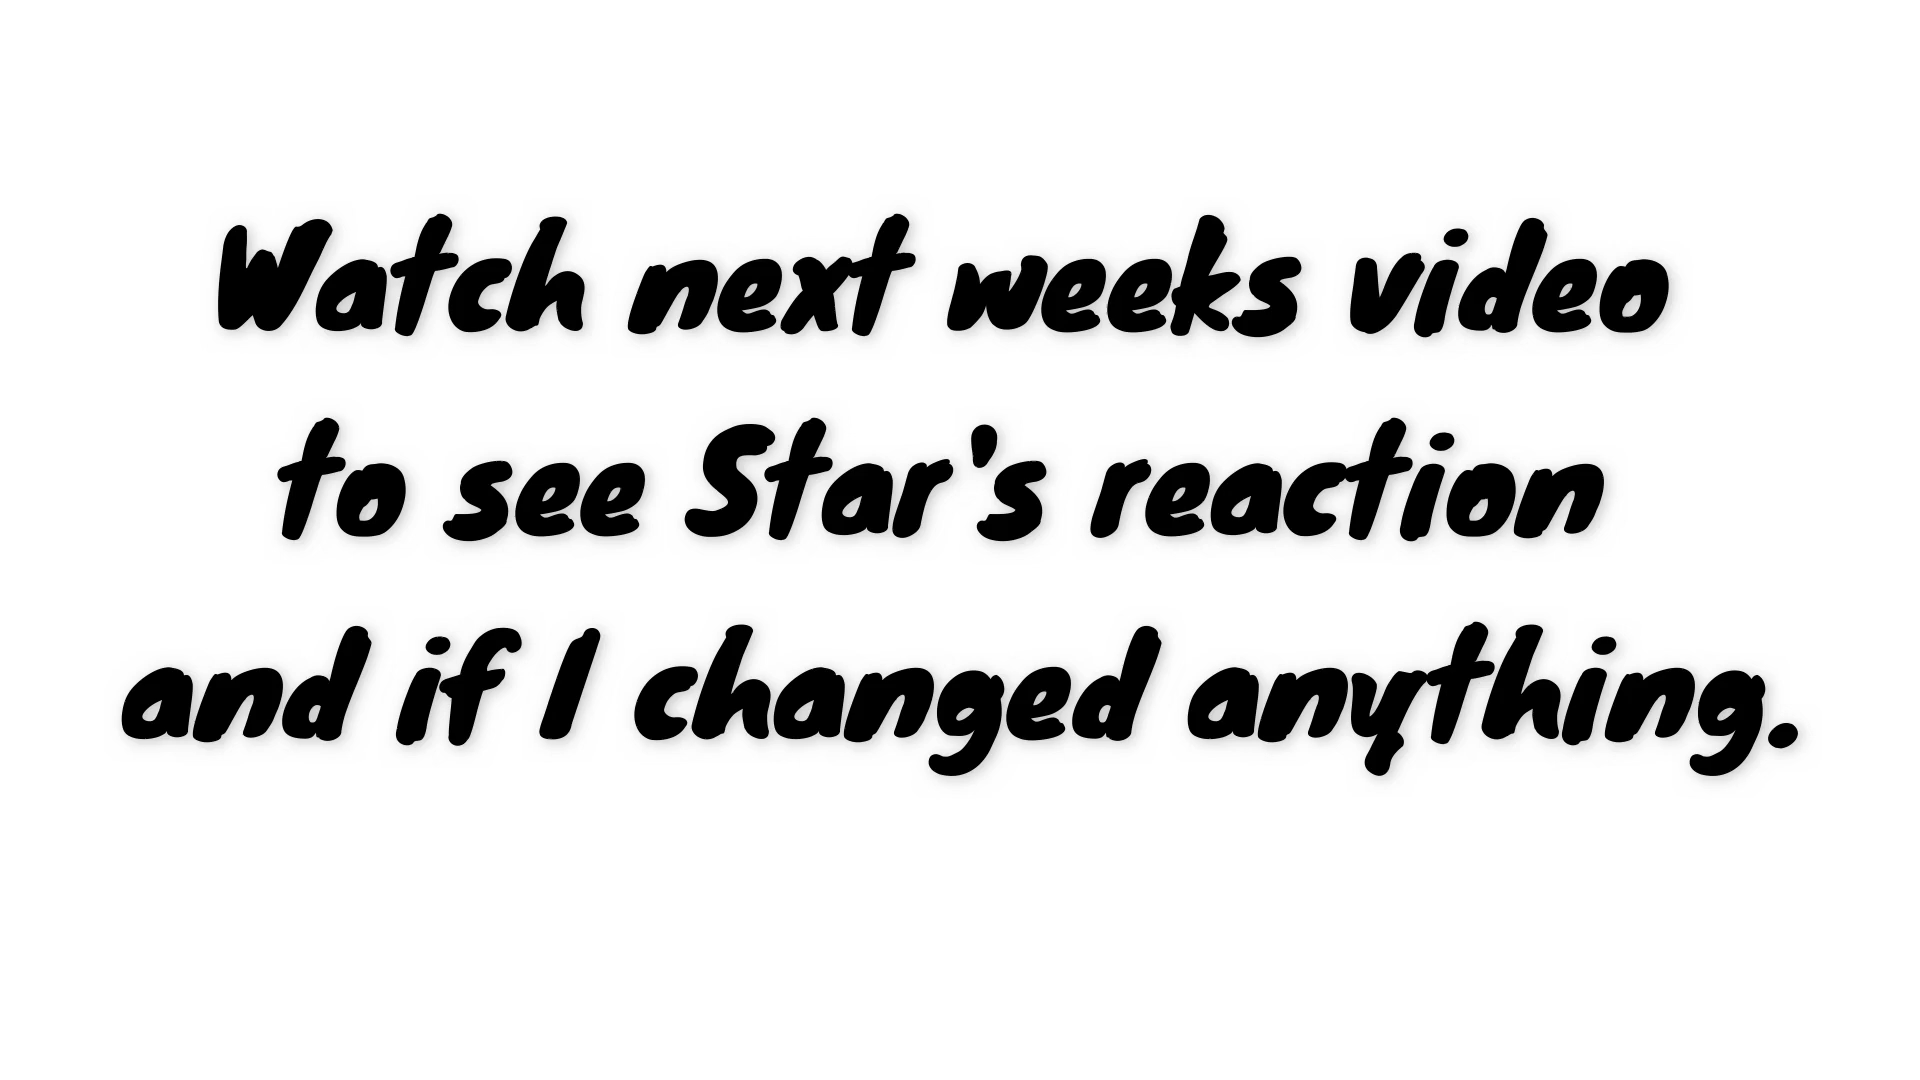 Watch next weeks video
to see Star's reaction
and if I changed anything.